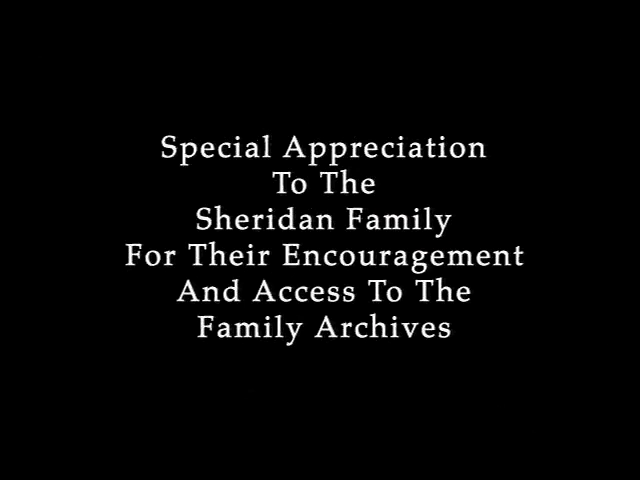 Special Appreciation
To The
Sheridan Family
For Their Encouragement
And Access To The
Family Archives